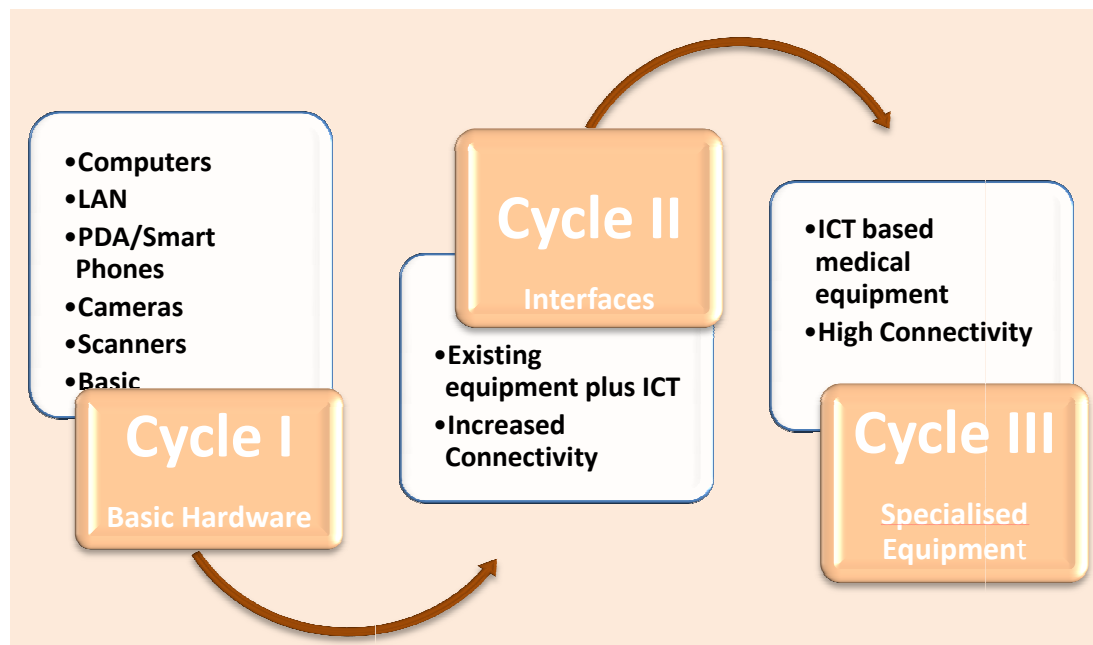 •Computers
•LAN
•PDA/Smart
Phones
•Cameras
•Scanners
•Basic
Cycle I
Basic Hardware
Cycle II
Interfaces
•Existing
equipment plus ICT
•Increased
Connectivity
•ICT based
medical
equipment
•High Connectivity
Cycle III
Specialised
Equipment